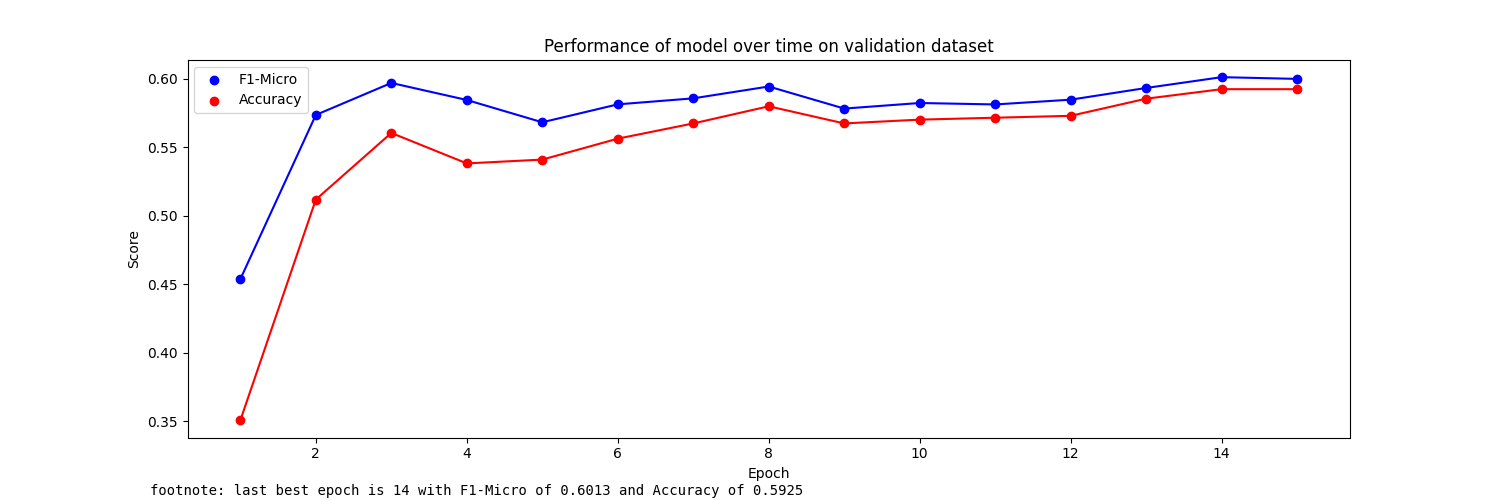 Performance of model over time on validation dataset
F1-Micro
Accuracy
0.60
0.55
0.50
0.45
0.40
0.35
Score
2 4 6 8 10 12 14
Epoch
footnote: last best epoch is 14 with F1-Micro of 0.6013 and Accuracy of 0.5925